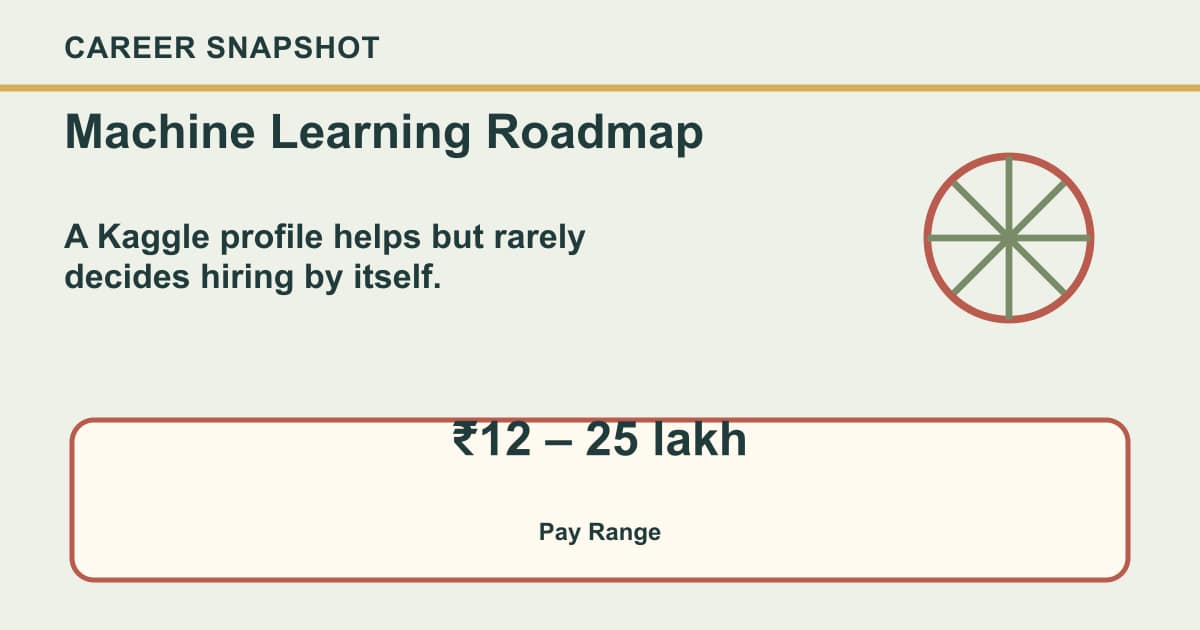 CAREER SNAPSHOT
Machine Learning Roadmap
A Kaggle profile helps but rarely
decides hiring by itself.
₹12 – 25 lakh
Pay Range